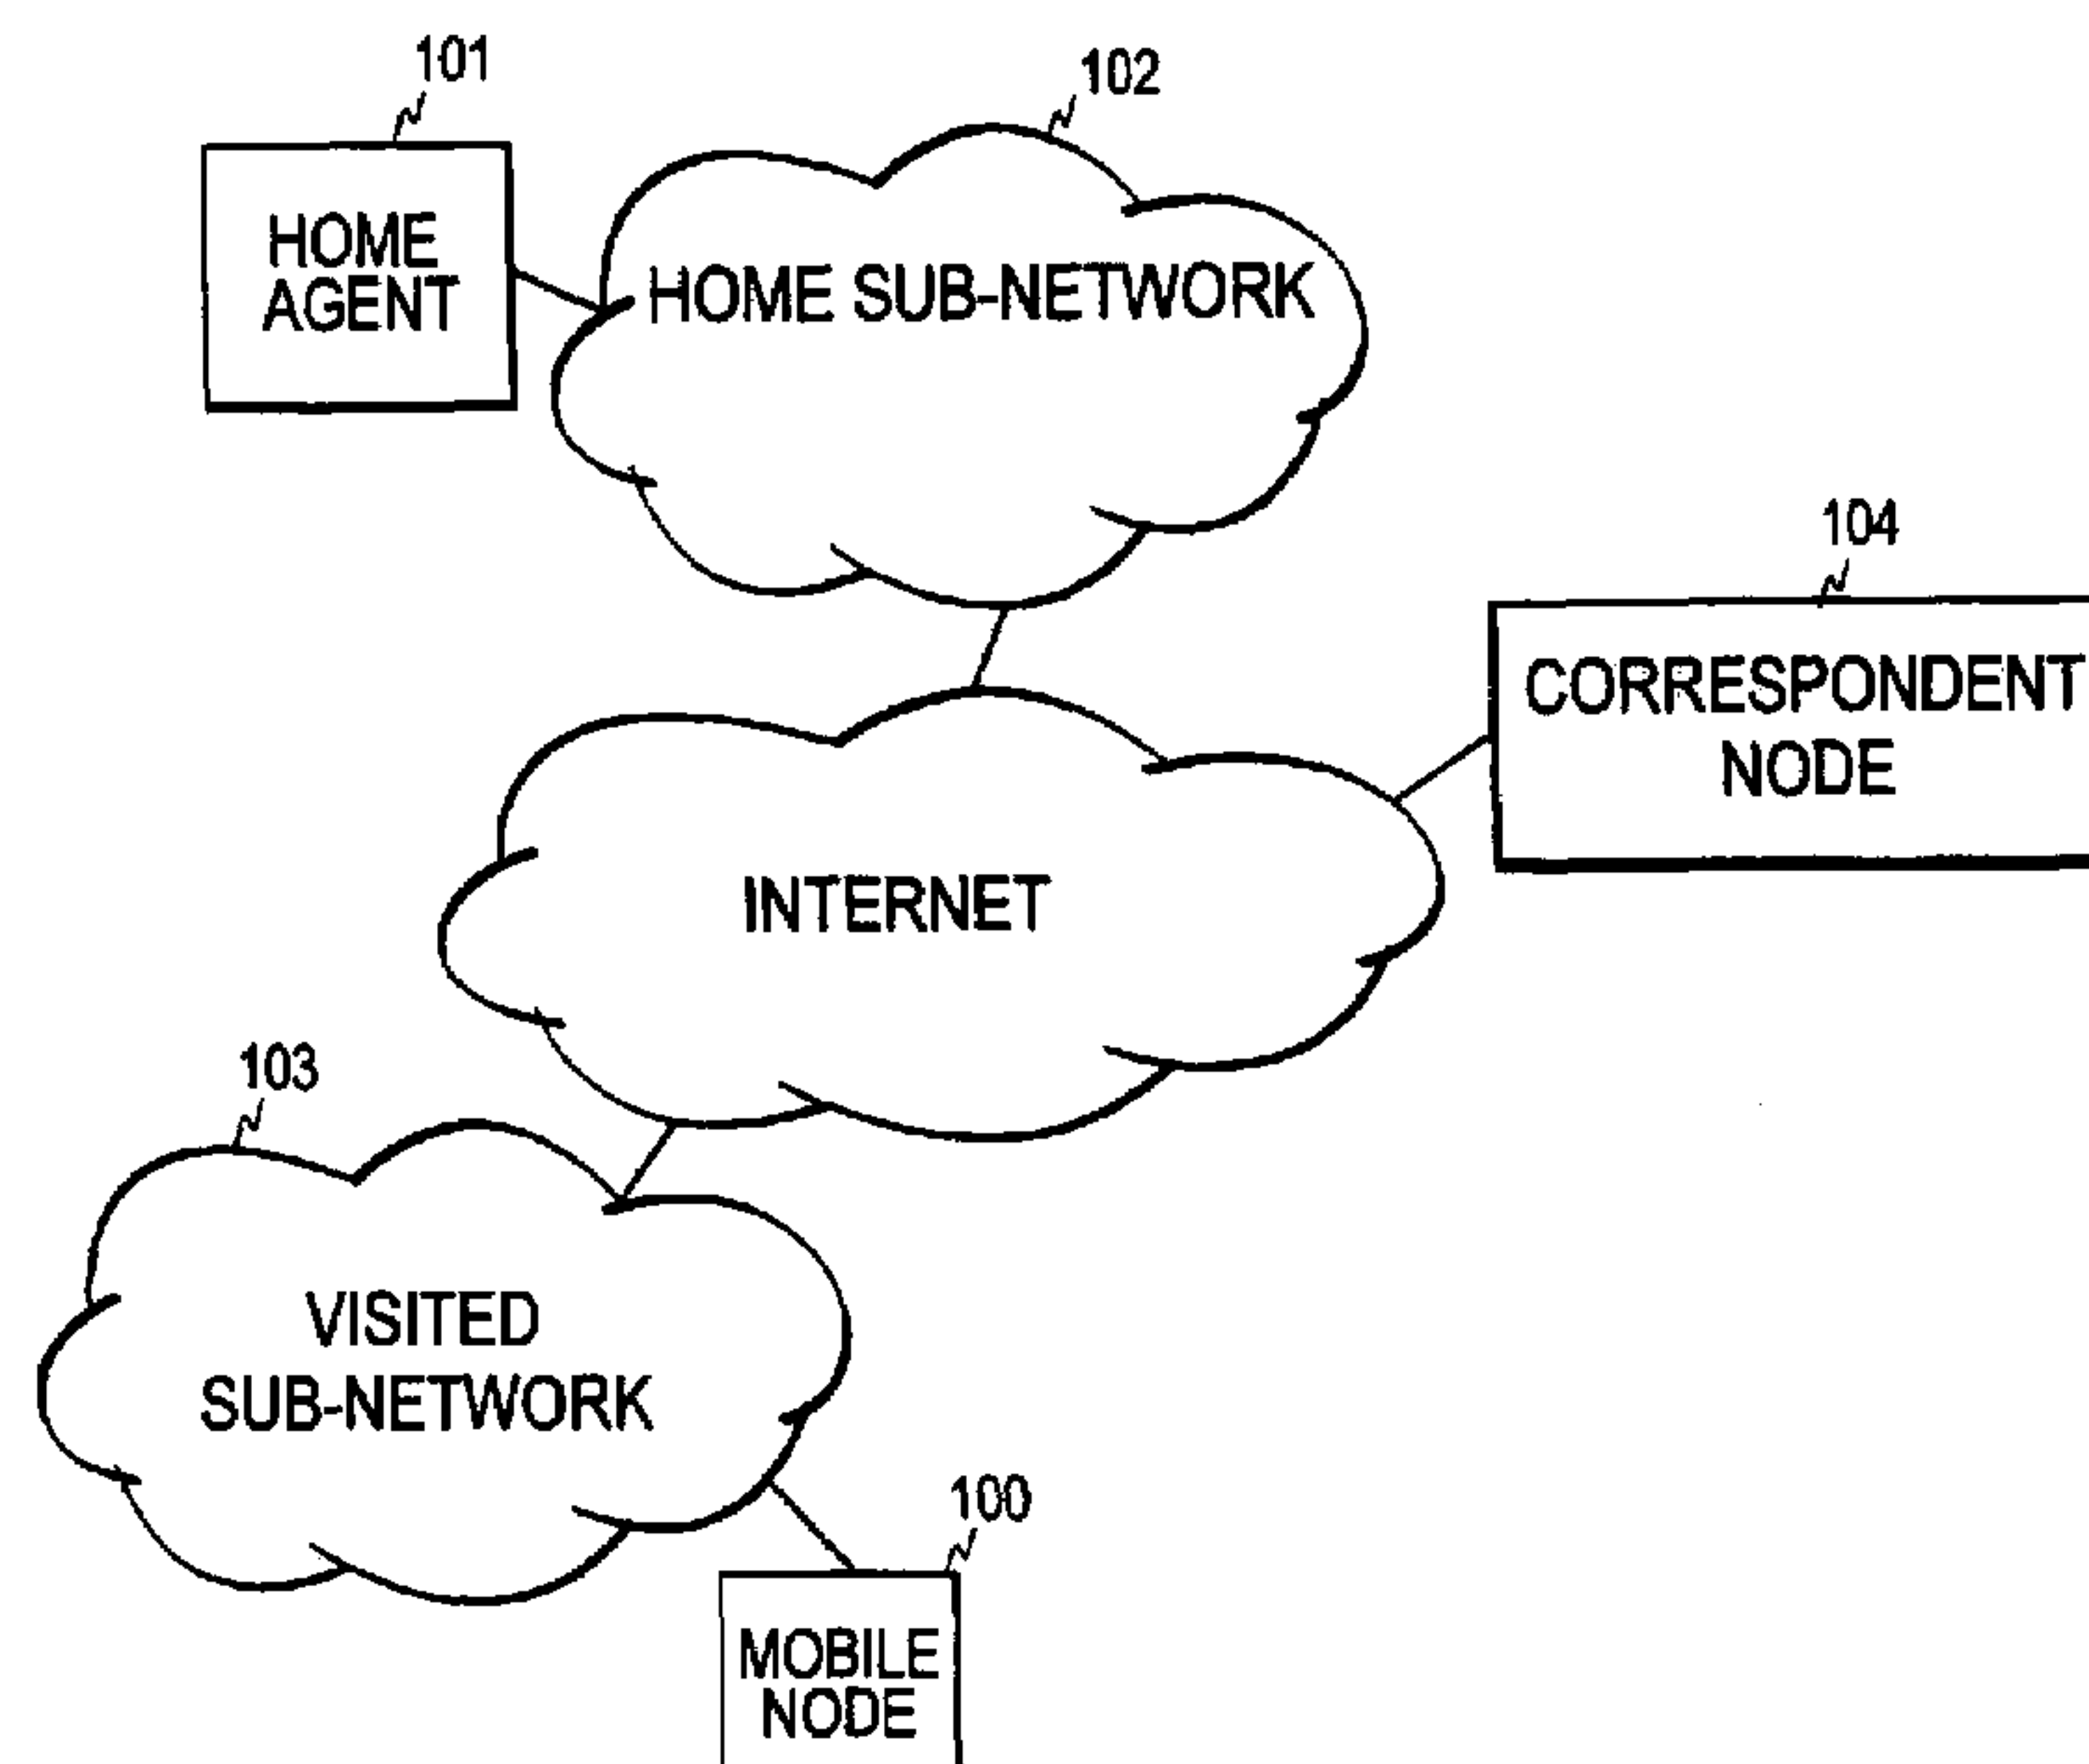 101
102
HOME
AGENT
HOME SUB-NETWORK
104
CORRESPONDENT
NODE
INTERNET
103
VISITED
SUB-NETWORK
100
MOBILE
NODE